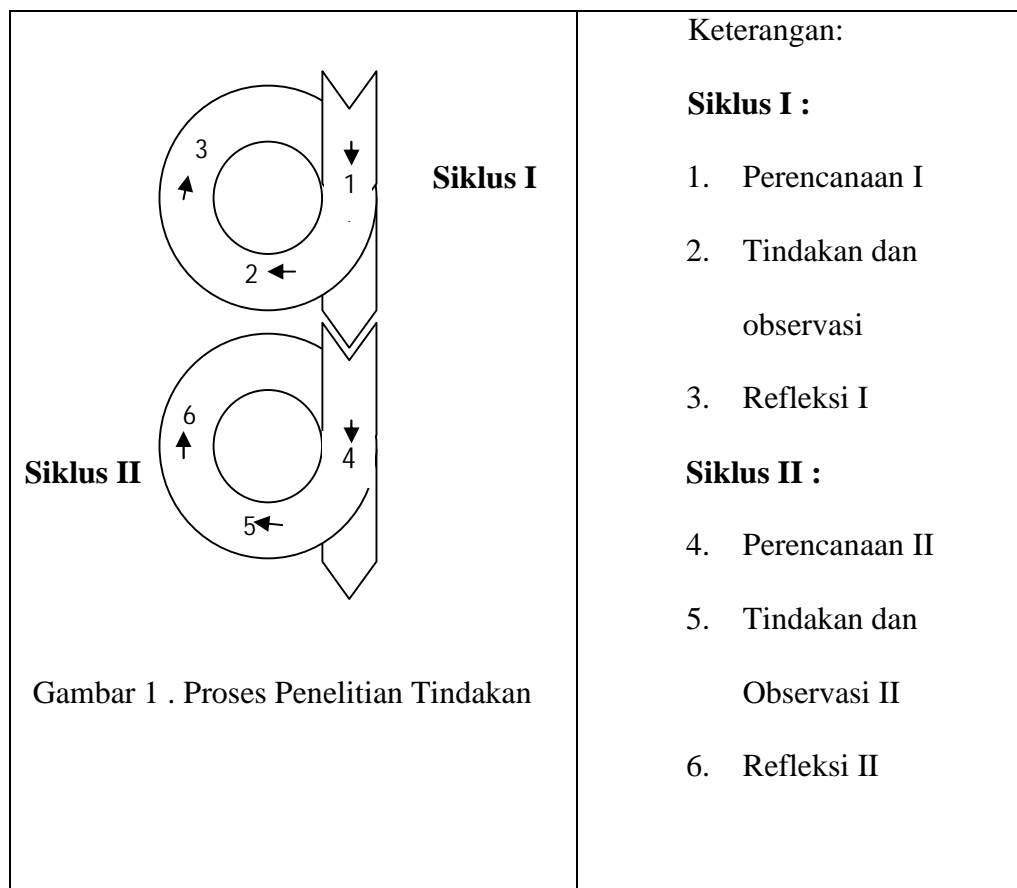 3
1
Siklus I
2
6
4
Siklus II
5
Gambar 1 . Proses Penelitian Tindakan
Keterangan:
Siklus I :
1. Perencanaan I
2. Tindakan dan
observasi
3. Refleksi I
Siklus II :
4. Perencanaan II
5. Tindakan dan
Observasi II
6. Refleksi II